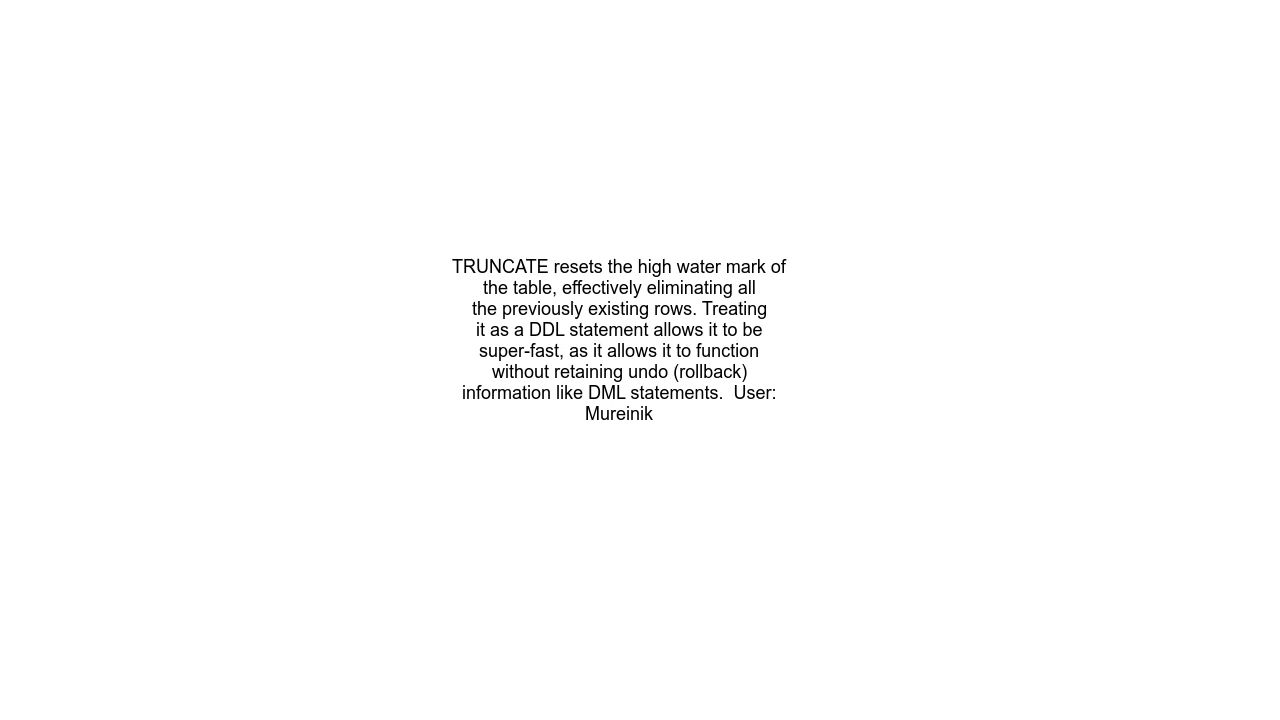 TRUNCATE resets the high water mark of
the table, effectively eliminating all
the previously existing rows. Treating
it as a DDL statement allows it to be
super-fast, as it allows it to function
without retaining undo (rollback)
information like DML statements.  User:
Mureinik